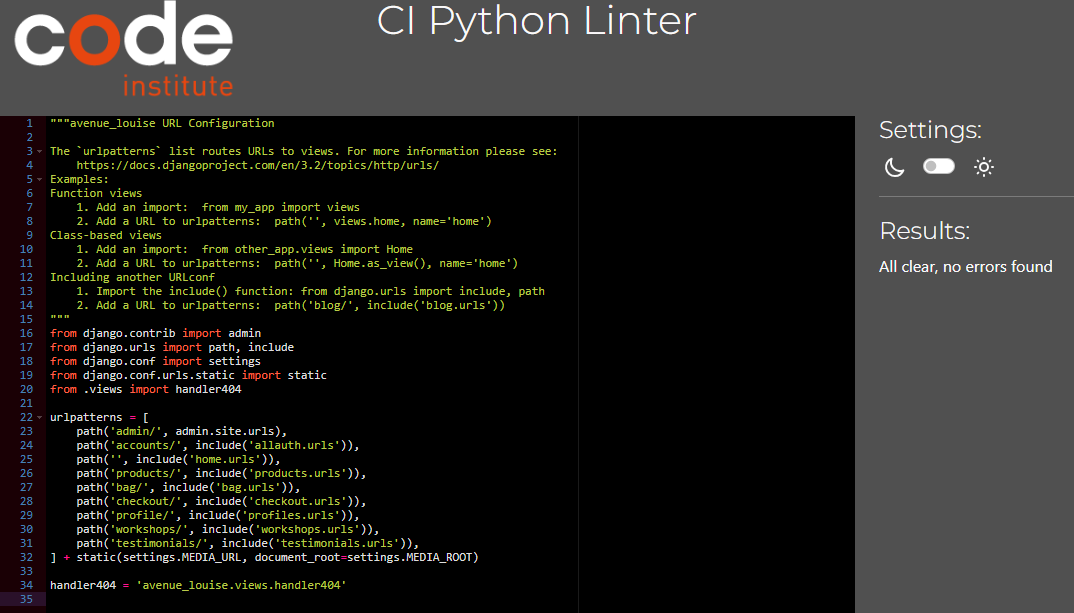 code
institute
CI Python Linter
1 """avenue_louise URL Configuration
2
3 The `urlpatterns` list routes URLs to views. For more information please see:
4     https://docs.djangoproject.com/en/3.2/topics/http/urls/
5 Examples:
6 Function views
7     1. Add an import:  from my_app import views
8     2. Add a URL to urlpatterns:  path('', views.home, name='home')
9 Class-based views
10     1. Add an import:  from other_app.views import Home
11     2. Add a URL to urlpatterns:  path('', Home.as_view(), name='home')
12 Including another URLconf
13     1. Import the include() function: from django.urls import include, path
14     2. Add a URL to urlpatterns:  path('blog/', include('blog.urls'))
15 """
16 from django.contrib import admin
17 from django.urls import path, include
18 from django.conf import settings
19 from django.conf.urls.static import static
20 from .views import handler404
21
22 urlpatterns = [
23     path('admin/', admin.site.urls),
24     path('accounts/', include('allauth.urls')),
25     path('', include('home.urls')),
26     path('products/', include('products.urls')),
27     path('bag/', include('bag.urls')),
28     path('checkout/', include('checkout.urls')),
29     path('profile/', include('profiles.urls')),
30     path('workshops/', include('workshops.urls')),
31     path('testimonials/', include('testimonials.urls')),
32 ] + static(settings.MEDIA_URL, document_root=settings.MEDIA_ROOT)
33
34 handler404 = 'avenue_louise.views.handler404'
35
Settings:
Results:
All clear, no errors found